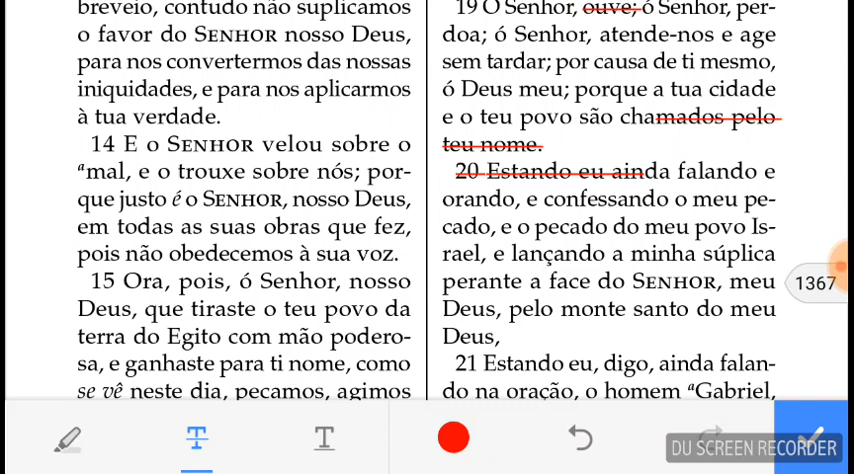 breveio, contudo não suplicamos
o favor do SENHOR nosso Deus,
para nos convertermos das nossas
iniquidades, e para nos aplicarmos
à tua verdade.
14 E o SENHOR velou sobre o
ᵃmal, e o trouxe sobre nós; por-
que justo é o SENHOR, nosso Deus,
em todas as suas obras que fez,
pois não obedecemos à sua voz.
15 Ora, pois, ó Senhor, nosso
Deus, que tiraste o teu povo da
terra do Egito com mão podero-
sa, e ganhaste para ti nome, como
se vê neste dia, pecamos, agimos
19 Ó Senhor, ouve; ó Senhor, per-
doa; ó Senhor, atende-nos e age
sem tardar; por causa de ti mesmo,
ó Deus meu; porque a tua cidade
e o teu povo são chamados pelo
teu nome.
20 Estando eu ainda falando e
orando, e confessando o meu pe-
cado, e o pecado do meu povo Is-
rael, e lançando a minha súplica
perante a face do SENHOR, meu
Deus, pelo monte santo do meu
Deus,
21 Estando eu, digo, ainda falan-
do na oração, o homem ᵃGabriel,
1367
DU SCREEN RECORDER